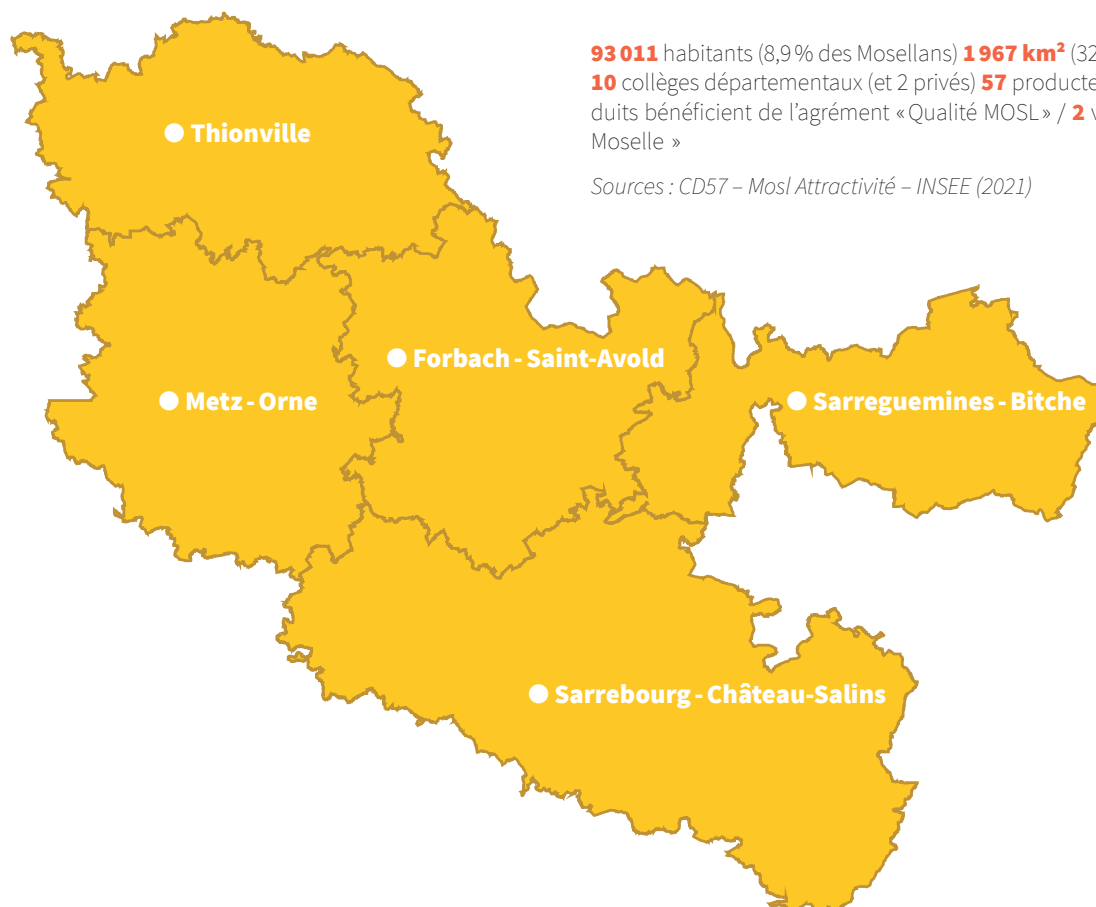 93 011 habitants (8,9 % des Mosellans) 1 967 km² (32
10 collèges départementaux (et 2 privés) 57 producte
duits bénéficient de l’agrément « Qualité MOSL » / 2 v
Moselle »
Sources : CD57 – Mosl Attractivité – INSEE (2021)
Thionville
Forbach - Saint-Avold
Metz - Orne
Sarreguemines - Bitche
Sarrebourg - Château-Salins